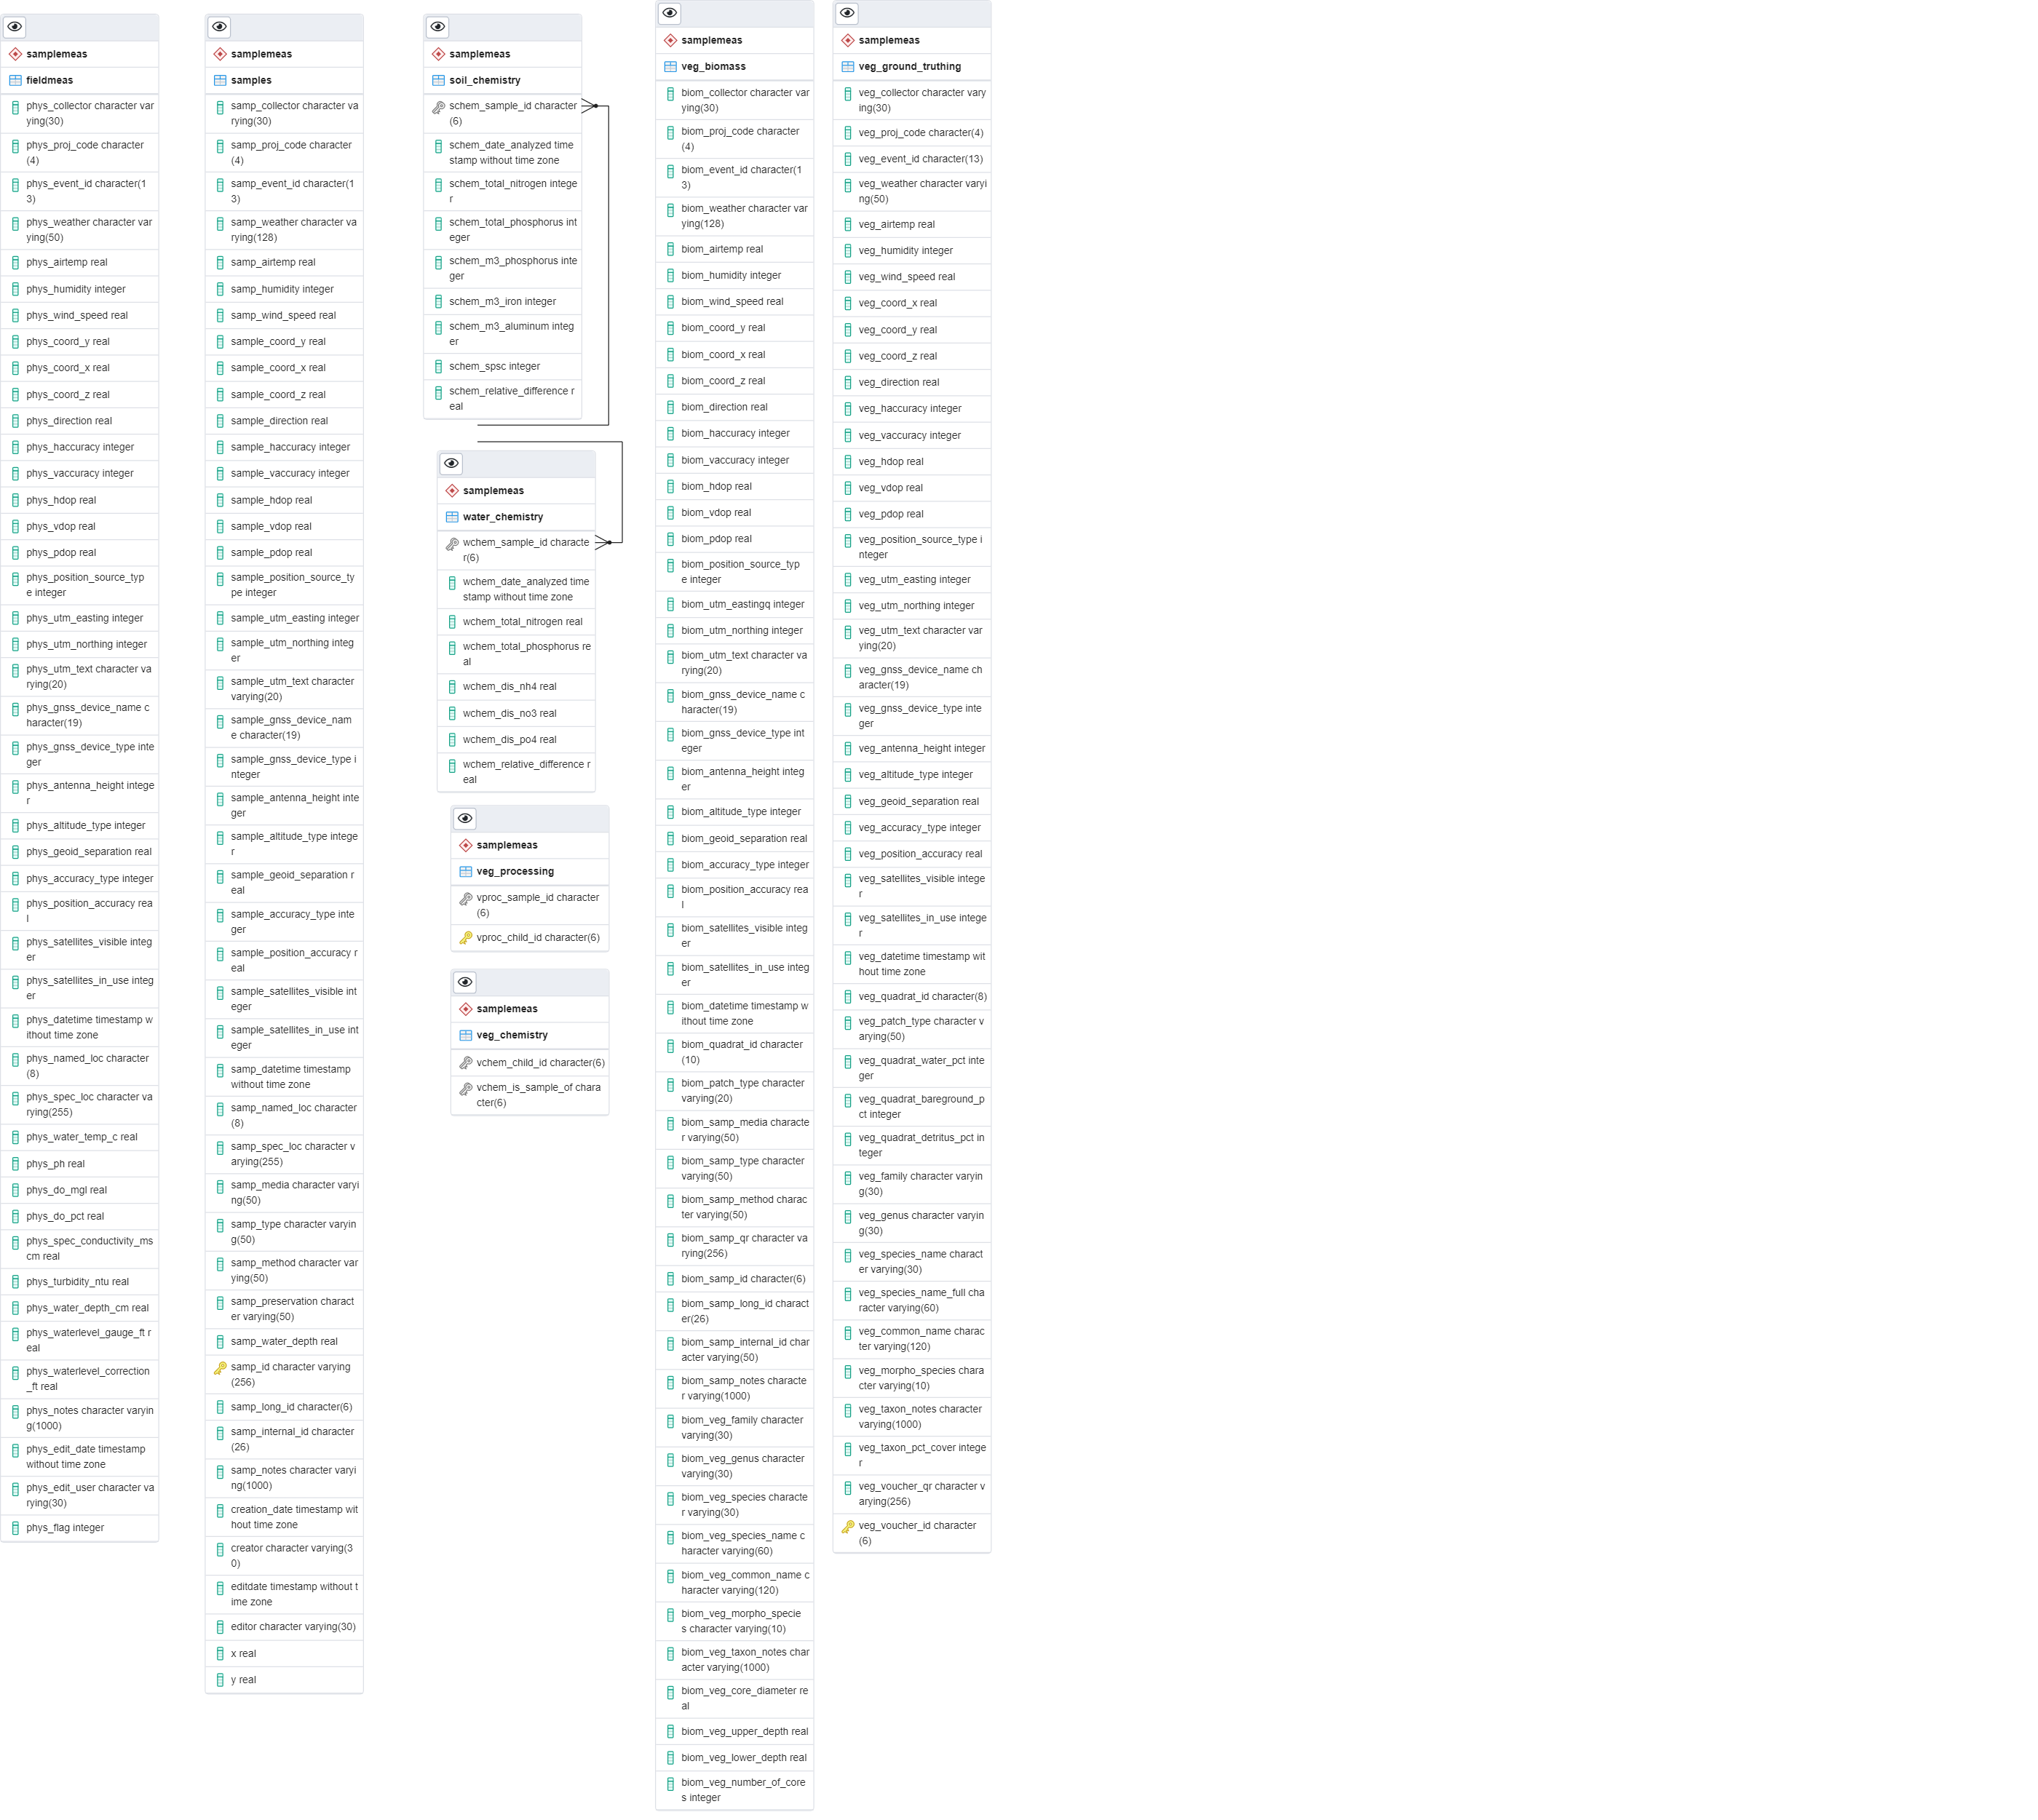 samplemeas
fieldmeas
phys_collector character var
ying(30)
phys_proj_code character
(4)
phys_event_id character(1
3)
phys_weather character var
ying(50)
phys_airtemp real
phys_humidity integer
phys_wind_speed real
phys_coord_y real
phys_coord_x real
phys_coord_z real
phys_direction real
phys_haccuracy integer
phys_vaccuracy integer
phys_hdop real
phys_vdop real
phys_pdop real
phys_position_source_typ
e integer
phys_utm_easting integer
phys_utm_northing integer
phys_utm_text character va
rying(20)
phys_gnss_device_name c
haracter(19)
phys_gnss_device_type inte
ger
phys_antenna_height intege
r
phys_altitude_type integer
phys_geoid_separation real
phys_accuracy_type integer
phys_position_accuracy rea
l
phys_satellites_visible integ
er
phys_satellites_in_use integ
er
phys_datetime timestamp w
ithout time zone
phys_named_loc character
(8)
phys_spec_loc character va
rying(255)
phys_water_temp_c real
phys_ph real
phys_do_mgl real
phys_do_pct real
phys_spec_conductivity_ms
cm real
phys_turbidity_ntu real
phys_water_depth_cm real
phys_waterlevel_gauge_ft r
eal
phys_waterlevel_correction
_ft real
phys_notes character varyin
g(1000)
phys_edit_date timestamp
without time zone
phys_edit_user character va
rying(30)
phys_flag integer
samplemeas
samples
samp_collector character va
rying(30)
samp_proj_code character
(4)
samp_event_id character(1
3)
samp_weather character va
rying(128)
samp_airtemp real
samp_humidity integer
samp_wind_speed real
sample_coord_y real
sample_coord_x real
sample_coord_z real
sample_direction real
sample_haccuracy integer
sample_vaccuracy integer
sample_hdop real
sample_vdop real
sample_pdop real
sample_position_source_ty
pe integer
sample_utm_easting integer
sample_utm_northing integ
er
sample_utm_text character
varying(20)
sample_gnss_device_nam
e character(19)
sample_gnss_device_type i
nteger
sample_antenna_height inte
ger
sample_altitude_type intege
r
sample_geoid_separation r
eal
sample_accuracy_type inte
ger
sample_position_accuracy r
eal
sample_satellites_visible int
eger
sample_satellites_in_use int
eger
samp_datetime timestamp
without time zone
samp_named_loc character
(8)
samp_spec_loc character v
arying(255)
samp_media character varyi
ng(50)
samp_type character varyin
g(50)
samp_method character var
ying(50)
samp_preservation charact
er varying(50)
samp_water_depth real
samp_id character varying
(256)
samp_long_id character(6)
samp_internal_id character
(26)
samp_notes character varyi
ng(1000)
creation_date timestamp wit
hout time zone
creator character varying(3
0)
editdate timestamp without t
ime zone
editor character varying(30)
x real
y real
samplemeas
soil_chemistry
schem_sample_id character
(6)
schem_date_analyzed time
stamp without time zone
schem_total_nitrogen intege
r
schem_total_phosphorus int
eger
schem_m3_phosphorus inte
ger
schem_m3_iron integer
schem_m3_aluminum integ
er
schem_spsc integer
schem_relative_difference r
eal
samplemeas
water_chemistry
wchem_sample_id characte
r(6)
wchem_date_analyzed time
stamp without time zone
wchem_total_nitrogen real
wchem_total_phosphorus re
al
wchem_dis_nh4 real
wchem_dis_no3 real
wchem_dis_po4 real
wchem_relative_difference r
eal
samplemeas
veg_processing
vproc_sample_id character
(6)
vproc_child_id character(6)
samplemeas
veg_chemistry
vchem_child_id character(6)
vchem_is_sample_of chara
cter(6)
samplemeas
veg_biomass
biom_collector character var
ying(30)
biom_proj_code character
(4)
biom_event_id character(1
3)
biom_weather character var
ying(128)
biom_airtemp real
biom_humidity integer
biom_wind_speed real
biom_coord_y real
biom_coord_x real
biom_coord_z real
biom_direction real
biom_haccuracy integer
biom_vaccuracy integer
biom_hdop real
biom_vdop real
biom_pdop real
biom_position_source_typ
e integer
biom_utm_eastingq integer
biom_utm_northing integer
biom_utm_text character va
rying(20)
biom_gnss_device_name c
haracter(19)
biom_gnss_device_type int
eger
biom_antenna_height integ
er
biom_altitude_type integer
biom_geoid_separation real
biom_accuracy_type integer
biom_position_accuracy rea
l
biom_satellites_visible integ
er
biom_satellites_in_use integ
er
biom_datetime timestamp w
ithout time zone
biom_quadrat_id character
(10)
biom_patch_type character
varying(20)
biom_samp_media characte
r varying(50)
biom_samp_type character
varying(50)
biom_samp_method charac
ter varying(50)
biom_samp_qr character va
rying(256)
biom_samp_id character(6)
biom_samp_long_id charact
er(26)
biom_samp_internal_id char
acter varying(50)
biom_samp_notes characte
r varying(1000)
biom_veg_family character
varying(30)
biom_veg_genus character
varying(30)
biom_veg_species characte
r varying(30)
biom_veg_species_name c
haracter varying(60)
biom_veg_common_name c
haracter varying(120)
biom_veg_morpho_specie
s character varying(10)
biom_veg_taxon_notes char
acter varying(1000)
biom_veg_core_diameter re
al
biom_veg_upper_depth real
biom_veg_lower_depth real
biom_veg_number_of_core
s integer
samplemeas
veg_ground_truthing
veg_collector character vary
ing(30)
veg_proj_code character(4)
veg_event_id character(13)
veg_weather character varyi
ng(50)
veg_airtemp real
veg_humidity integer
veg_wind_speed real
veg_coord_x real
veg_coord_y real
veg_coord_z real
veg_direction real
veg_haccuracy integer
veg_vaccuracy integer
veg_hdop real
veg_vdop real
veg_pdop real
veg_position_source_type i
nteger
veg_utm_easting integer
veg_utm_northing integer
veg_utm_text character var
ying(20)
veg_gnss_device_name ch
aracter(19)
veg_gnss_device_type inte
ger
veg_antenna_height integer
veg_altitude_type integer
veg_geoid_separation real
veg_accuracy_type integer
veg_position_accuracy real
veg_satellites_visible intege
r
veg_satellites_in_use intege
r
veg_datetime timestamp wit
hout time zone
veg_quadrat_id character(8)
veg_patch_type character v
arying(50)
veg_quadrat_water_pct inte
ger
veg_quadrat_bareground_p
ct integer
veg_quadrat_detritus_pct in
teger
veg_family character varyin
g(30)
veg_genus character varyin
g(30)
veg_species_name charact
er varying(30)
veg_species_name_full cha
racter varying(60)
veg_common_name charac
ter varying(120)
veg_morpho_species chara
cter varying(10)
veg_taxon_notes character
varying(1000)
veg_taxon_pct_cover intege
r
veg_voucher_qr character v
arying(256)
veg_voucher_id character
(6)